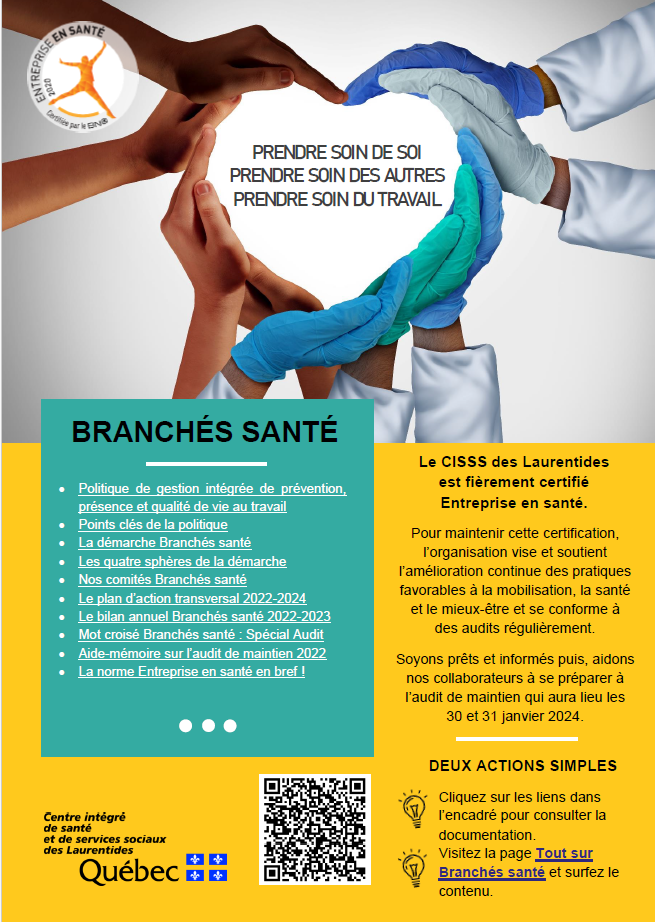 ENTREPRISE EN SANTÉ
2020
Certifiée par le BNQ
PRENDRE SOIN DE SOI
PRENDRE SOIN DES AUTRES
PRENDRE SOIN DU TRAVAIL
BRANCHÉS SANTÉ
• Politique de gestion intégrée de prévention,
présence et qualité de vie au travail
• Points clés de la politique
• La démarche Branchés santé
• Les quatre sphères de la démarche
• Nos comités Branchés santé
• Le plan d’action transversal 2022-2024
• Le bilan annuel Branchés santé 2022-2023
• Mot croisé Branchés santé : Spécial Audit
• Aide-mémoire sur l’audit de maintien 2022
• La norme Entreprise en santé en bref !
Le CISSS des Laurentides
est fièrement certifié
Entreprise en santé.
Pour maintenir cette certification,
l’organisation vise et soutient
l’amélioration continue des pratiques
favorables à la mobilisation, la santé
et le mieux-être et se conforme à
des audits régulièrement.
Soyons prêts et informés puis, aidons
nos collaborateurs à se préparer à
l’audit de maintien qui aura lieu les
30 et 31 janvier 2024.
DEUX ACTIONS SIMPLES
Cliquez sur les liens dans
l’encadré pour consulter la
documentation.
Visitez la page Tout sur
Branchés santé et surfez le
contenu.
Centre intégré
de santé
et de services sociaux
des Laurentides
Québec